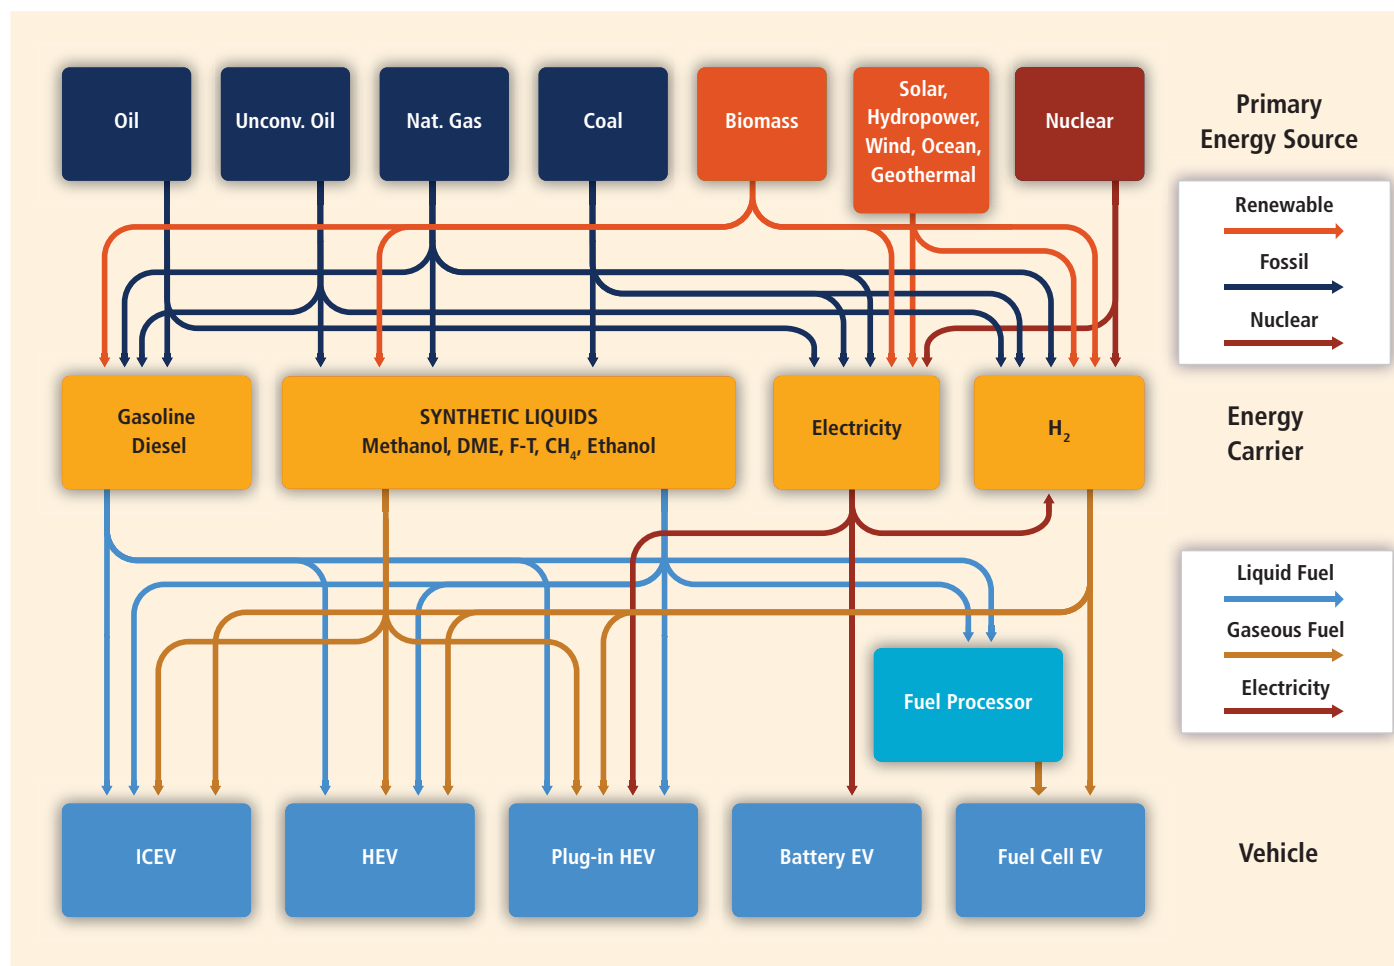 Oil
Unconv. Oil
Nat. Gas
Coal
Biomass
Solar,
Hydropower,
Wind, Ocean,
Geothermal
Nuclear
Primary
Energy Source
Renewable
Fossil
Nuclear
Gasoline
Diesel
SYNTHETIC LIQUIDS
Methanol, DME, F-T, CH₄, Ethanol
Electricity
H₂
Energy
Carrier
Liquid Fuel
Gaseous Fuel
Electricity
Fuel Processor
ICEV
HEV
Plug-in HEV
Battery EV
Fuel Cell EV
Vehicle